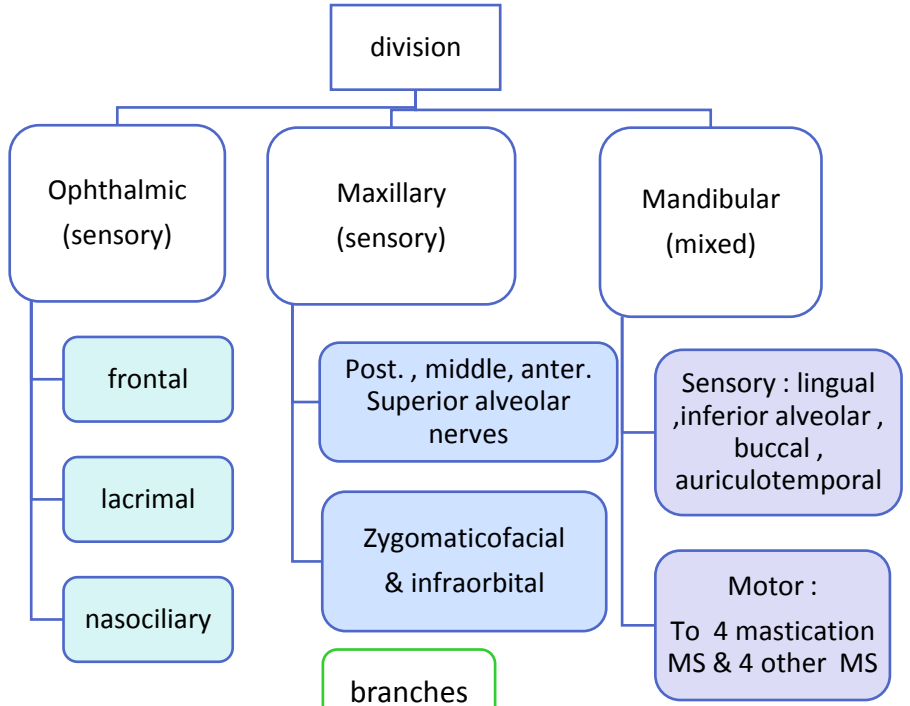 division
Ophthalmic
(sensory)
Maxillary
(sensory)
Mandibular
(mixed)
frontal
lacrimal
nasociliary
Post. , middle, anter.
Superior alveolar
nerves
Zygomaticofacial
& infraorbital
Sensory : lingual
,inferior alveolar ,
buccal ,
auriculotemporal
Motor :
To 4 mastication
MS & 4 other MS
branches